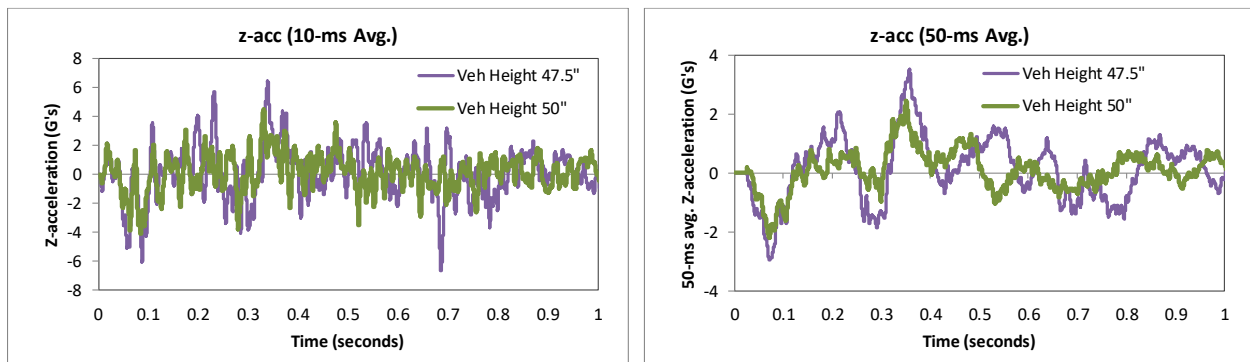 z-acc (10-ms Avg.)
Z-acceleration (G's)
8
6
4
2
0
-2
-4
-6
-8
Veh Height 47.5"
Veh Height 50"
0 0.1 0.2 0.3 0.4 0.5 0.6 0.7 0.8 0.9 1
Time (seconds)
z-acc (50-ms Avg.)
50-ms avg. Z-acceleration (G's)
4
2
0
-2
-4
Veh Height 47.5"
Veh Height 50"
0 0.1 0.2 0.3 0.4 0.5 0.6 0.7 0.8 0.9 1
Time (seconds)